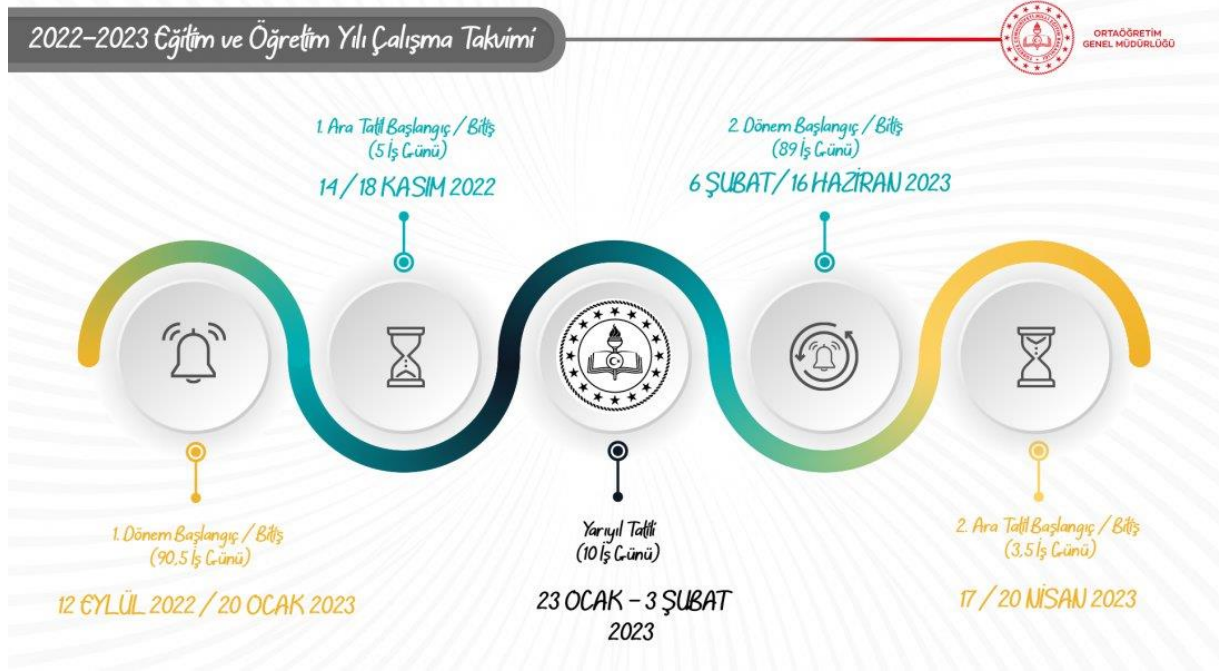 2022-2023 Eğitim ve Öğretim Yılı Çalışma Takvimi
ORTAÖĞRETİM
GENEL MÜDÜRLÜĞÜ
1. Ara Tatil Başlangıç / Bitiş
(5 İş Günü)
14 / 18 KASIM 2022
2. Dönem Başlangıç / Bitiş
(89 İş Günü)
6 ŞUBAT / 16 HAZİRAN 2023
1. Dönem Başlangıç / Bitiş
(90,5 İş Günü)
12 EYLÜL 2022 / 20 OCAK 2023
Yarıyıl Tatili
(10 İş Günü)
23 OCAK - 3 ŞUBAT
2023
2. Ara Tatil Başlangıç / Bitiş
(3,5 İş Günü)
17 / 20 NİSAN 2023